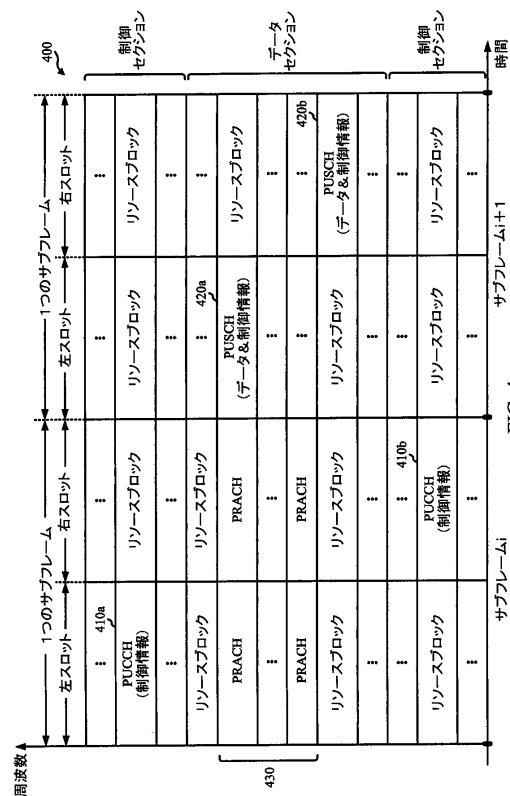 400
周波数
1つのサブフレーム
1つのサブフレーム
左スロット
右スロット
左スロット
右スロット
410a
PUCCH
(制御情報)
リソースブロック
リソースブロック
リソースブロック
制御
セクション
リソースブロック
リソースブロック
420a
PRACH
PRACH
PUSCH
(データ&制御情報)
リソースブロック
430
データ
セクション
PRACH
PRACH
420b
リソースブロック
リソースブロック
リソースブロック
PUSCH
(データ&制御情報)
410b
リソースブロック
PUCCH
(制御情報)
リソースブロック
リソースブロック
制御
セクション
時間
サブフレームi
サブフレームi+1